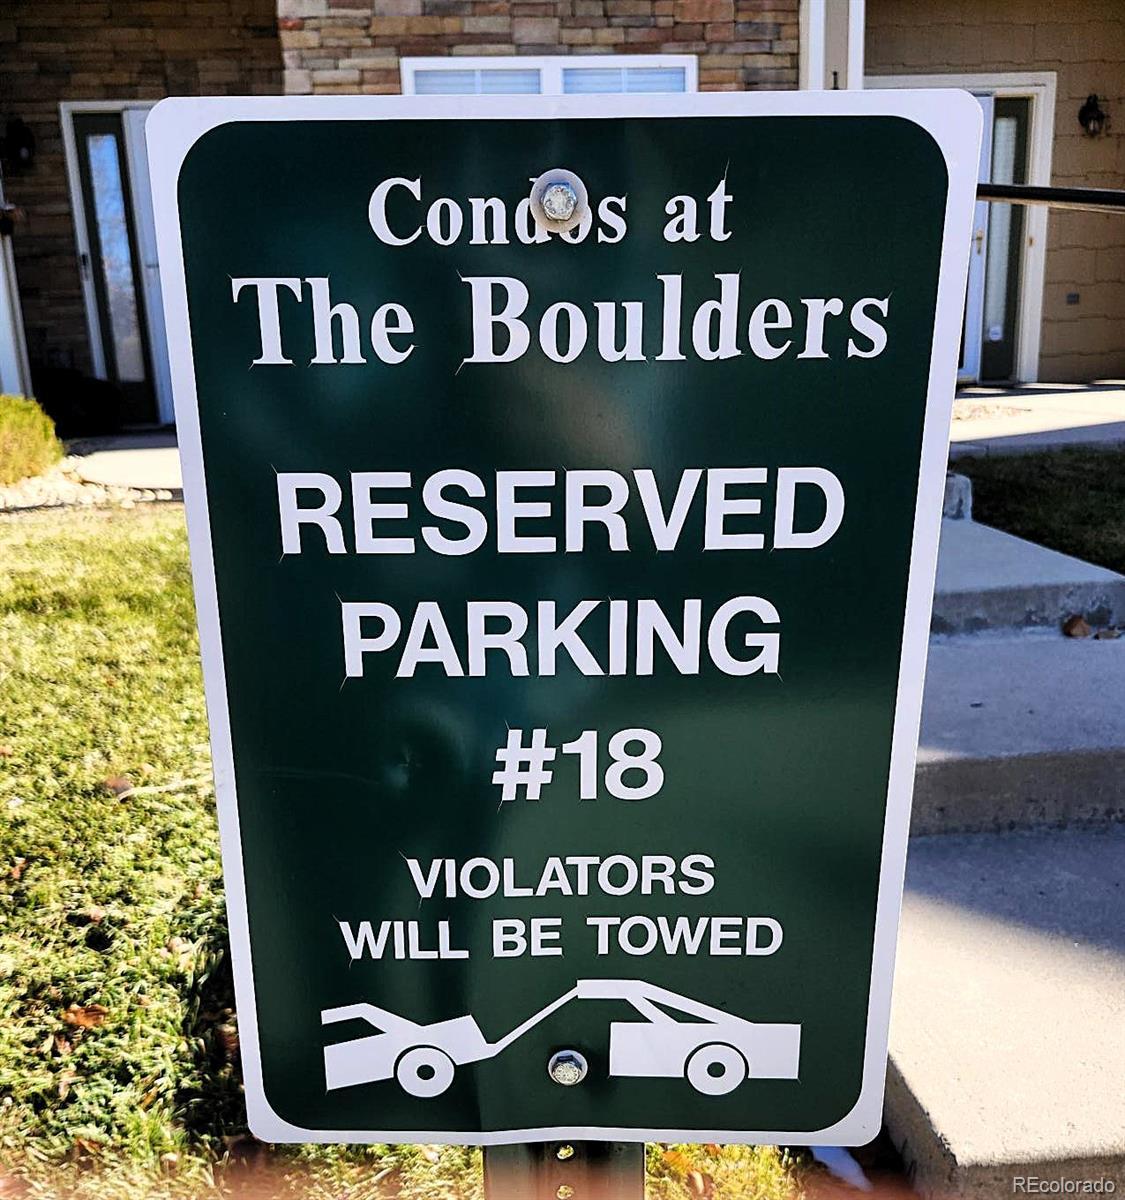 Condos at
The Boulders
RESERVED
PARKING
#18
VIOLATORS
WILL BE TOWED
REcolorado